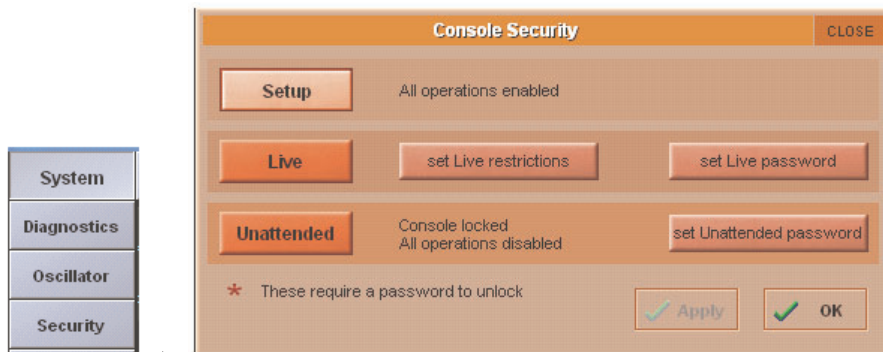 System
Diagnostics
Oscillator
Security
Console Security
CLOSE
Setup
All operations enabled
Live
set Live restrictions
set Live password
Unattended
Console locked
All operations disabled
set Unattended password
* These require a password to unlock
Apply
OK